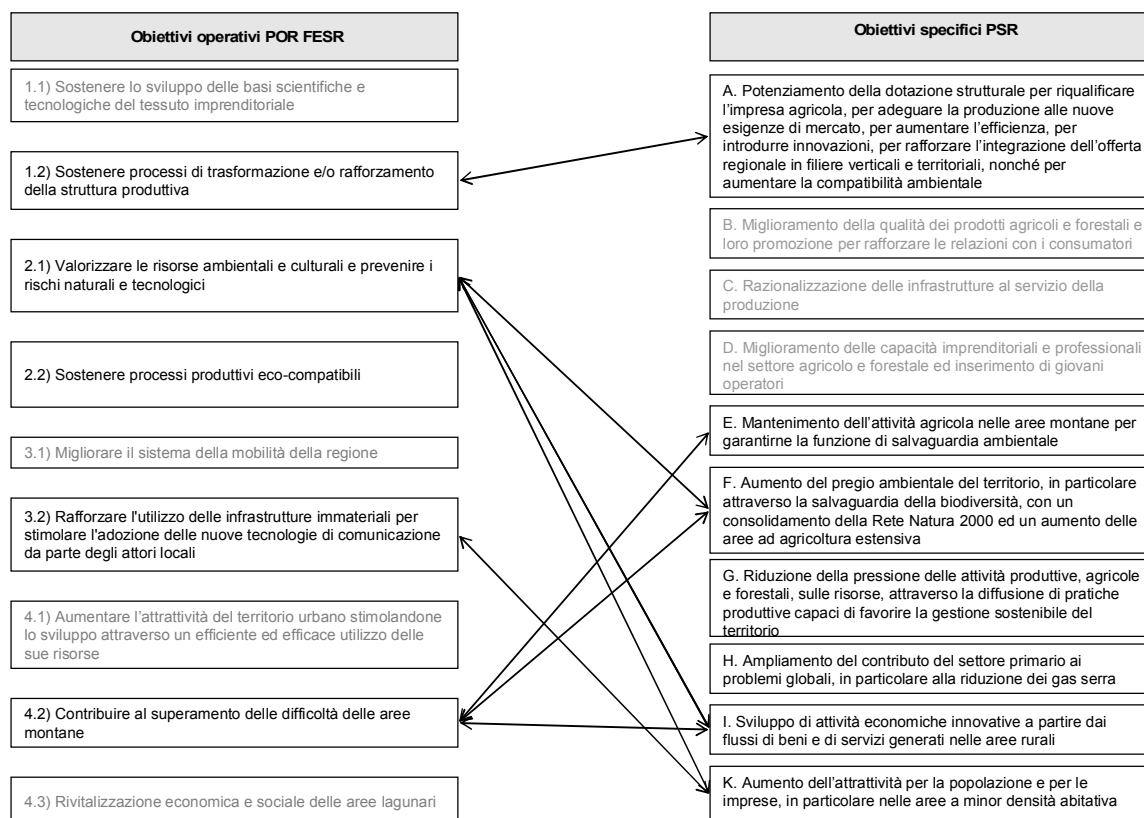 Obiettivi operativi POR FESR
1.1) Sostenere lo sviluppo delle basi scientifiche e
tecnologiche del tessuto imprenditoriale
1.2) Sostenere processi di trasformazione e/o rafforzamento
della struttura produttiva
2.1) Valorizzare le risorse ambientali e culturali e prevenire i
rischi naturali e tecnologici
2.2) Sostenere processi produttivi eco-compatibili
3.1) Migliorare il sistema della mobilità della regione
3.2) Rafforzare l'utilizzo delle infrastrutture immateriali per
stimolare l'adozione delle nuove tecnologie di comunicazione
da parte degli attori locali
4.1) Aumentare l’attrattività del territorio urbano stimolandone
lo sviluppo attraverso un efficiente ed efficace utilizzo delle
sue risorse
4.2) Contribuire al superamento delle difficoltà delle aree
montane
4.3) Rivitalizzazione economica e sociale delle aree lagunari
Obiettivi specifici PSR
A. Potenziamento della dotazione strutturale per riqualificare
l’impresa agricola, per adeguare la produzione alle nuove
esigenze di mercato, per aumentare l’efficienza, per
introdurre innovazioni, per rafforzare l’integrazione dell’offerta
regionale in filiere verticali e territoriali, nonché per
aumentare la compatibilità ambientale
B. Miglioramento della qualità dei prodotti agricoli e forestali e
loro promozione per rafforzare le relazioni con i consumatori
C. Razionalizzazione delle infrastrutture al servizio della
produzione
D. Miglioramento delle capacità imprenditoriali e professionali
nel settore agricolo e forestale ed inserimento di giovani
operatori
E. Mantenimento dell’attività agricola nelle aree montane per
garantirne la funzione di salvaguardia ambientale
F. Aumento del pregio ambientale del territorio, in particolare
attraverso la salvaguardia della biodiversità, con un
consolidamento della Rete Natura 2000 ed un aumento delle
aree ad agricoltura estensiva
G. Riduzione della pressione delle attività produttive, agricole
e forestali, sulle risorse, attraverso la diffusione di pratiche
produttive capaci di favorire la gestione sostenibile del
territorio
H. Ampliamento del contributo del settore primario ai
problemi globali, in particolare alla riduzione dei gas serra
I. Sviluppo di attività economiche innovative a partire dai
flussi di beni e di servizi generati nelle aree rurali
K. Aumento dell’attrattività per la popolazione e per le
imprese, in particolare nelle aree a minor densità abitativa